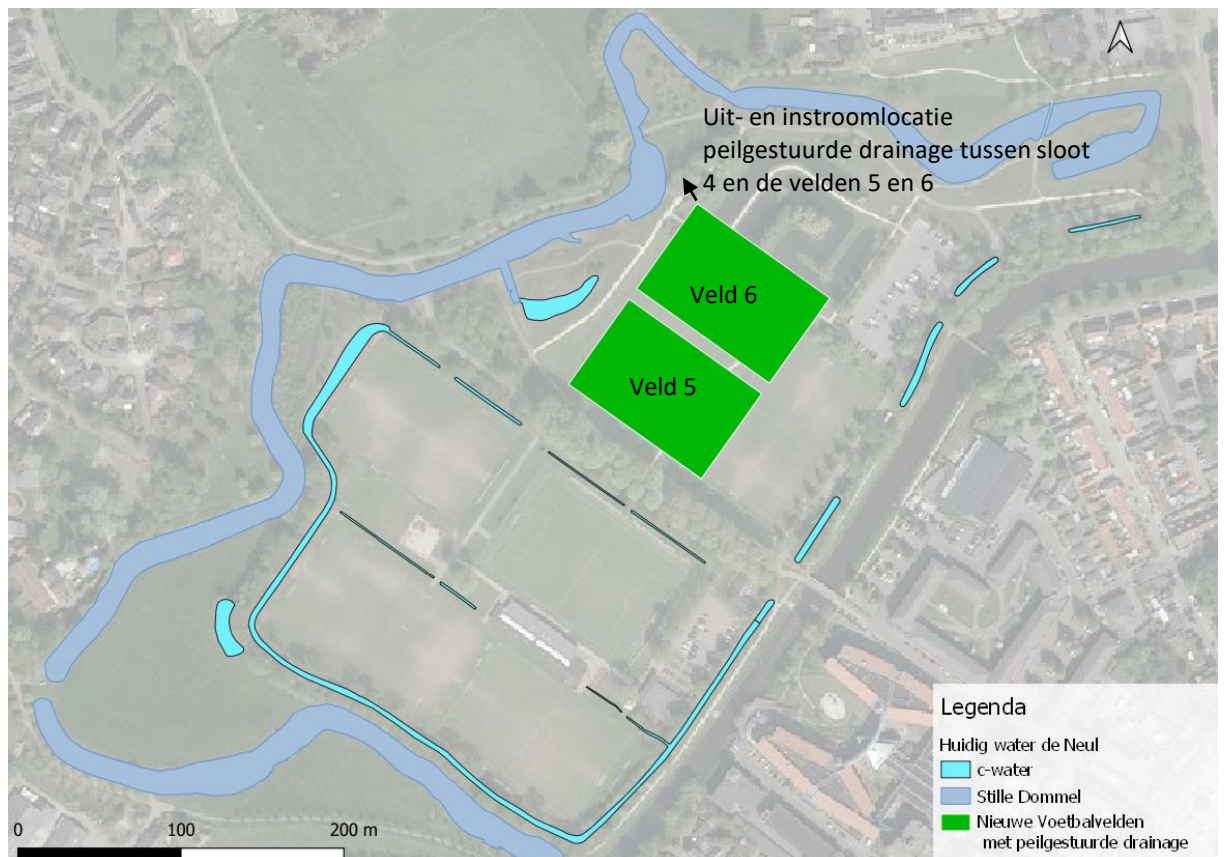 Uit- en instroomlocatie
peilgestuurde drainage tussen sloot
4 en de velden 5 en 6
Veld 6
Veld 5
Legenda
Huidig water de Neul
c-water
Stille Dommel
Nieuwe Voetbalvelden
met peilgestuurde drainage
0 100 200 m